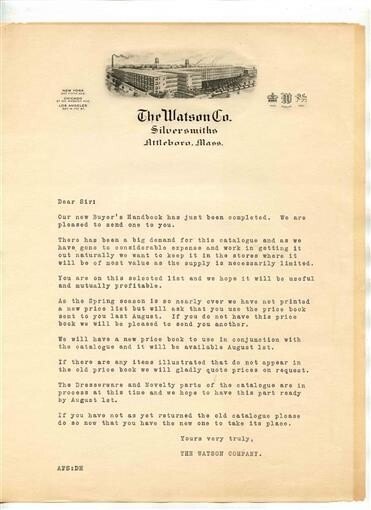 NEW YORK
CHICAGO
LOS ANGELES
The Watson Co.
Silversmiths
Attleboro, Mass.
Dear Sir:
Our new Buyer's Handbook has just been completed. We are
pleased to send one to you.
There has been a big demand for this catalogue and as we
have gone to considerable expense and work in getting it
out naturally we want to keep it in the stores where it
will be of most value as the supply is necessarily limited.
You are on this selected list and we hope it will be useful
and mutually profitable.
As the Spring season is so nearly over we have not printed
a new price list but will ask that you use the price book
sent to you last August. If you do not have this price
book we will be pleased to send you another.
We will have a new price book to use in conjunction with
the catalogue and it will be available August 1st.
If there are any items illustrated that do not appear in
the old price book we will gladly quote prices on request.
The Dresserware and Novelty parts of the catalogue are in
process at this time and we hope to have this part ready
by August 1st.
If you have not as yet returned the old catalogue please
do so now that you have the new one to take its place.
Yours very truly,
THE WATSON COMPANY.
AFS:DH